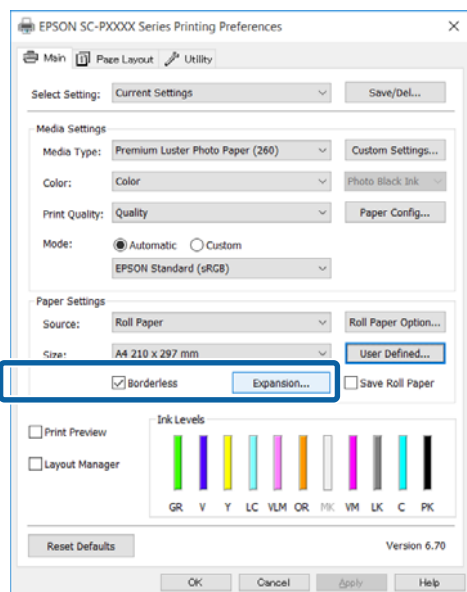 EPSON SC-PXXXX Series Printing Preferences
Main Page Layout Utility
Select Setting: Current Settings Save/Del...
Media Settings
Media Type: Premium Luster Photo Paper (260) Custom Settings...
Color: Color Photo Black Ink
Print Quality: Quality Paper Config...
Mode: Automatic Custom
EPSON Standard (sRGB)
Paper Settings
Source: Roll Paper Roll Paper Option...
Size: A4 210 x 297 mm User Defined...
Borderless Expansion... Save Roll Paper
Print Preview
Layout Manager
Ink Levels
GR V Y LC VLM OR MK VM LK C PK
Reset Defaults Version 6.70
OK Cancel Apply Help